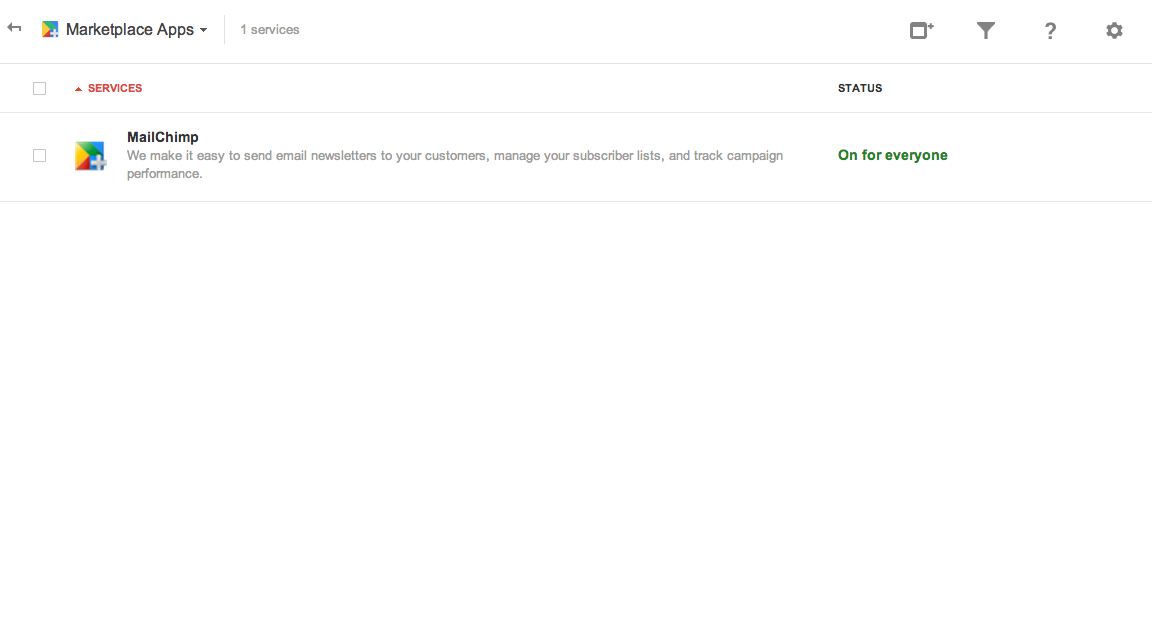 Marketplace Apps
1 services
?
SERVICES
STATUS
MailChimp
We make it easy to send email newsletters to your customers, manage your subscriber lists, and track campaign
performance.
On for everyone